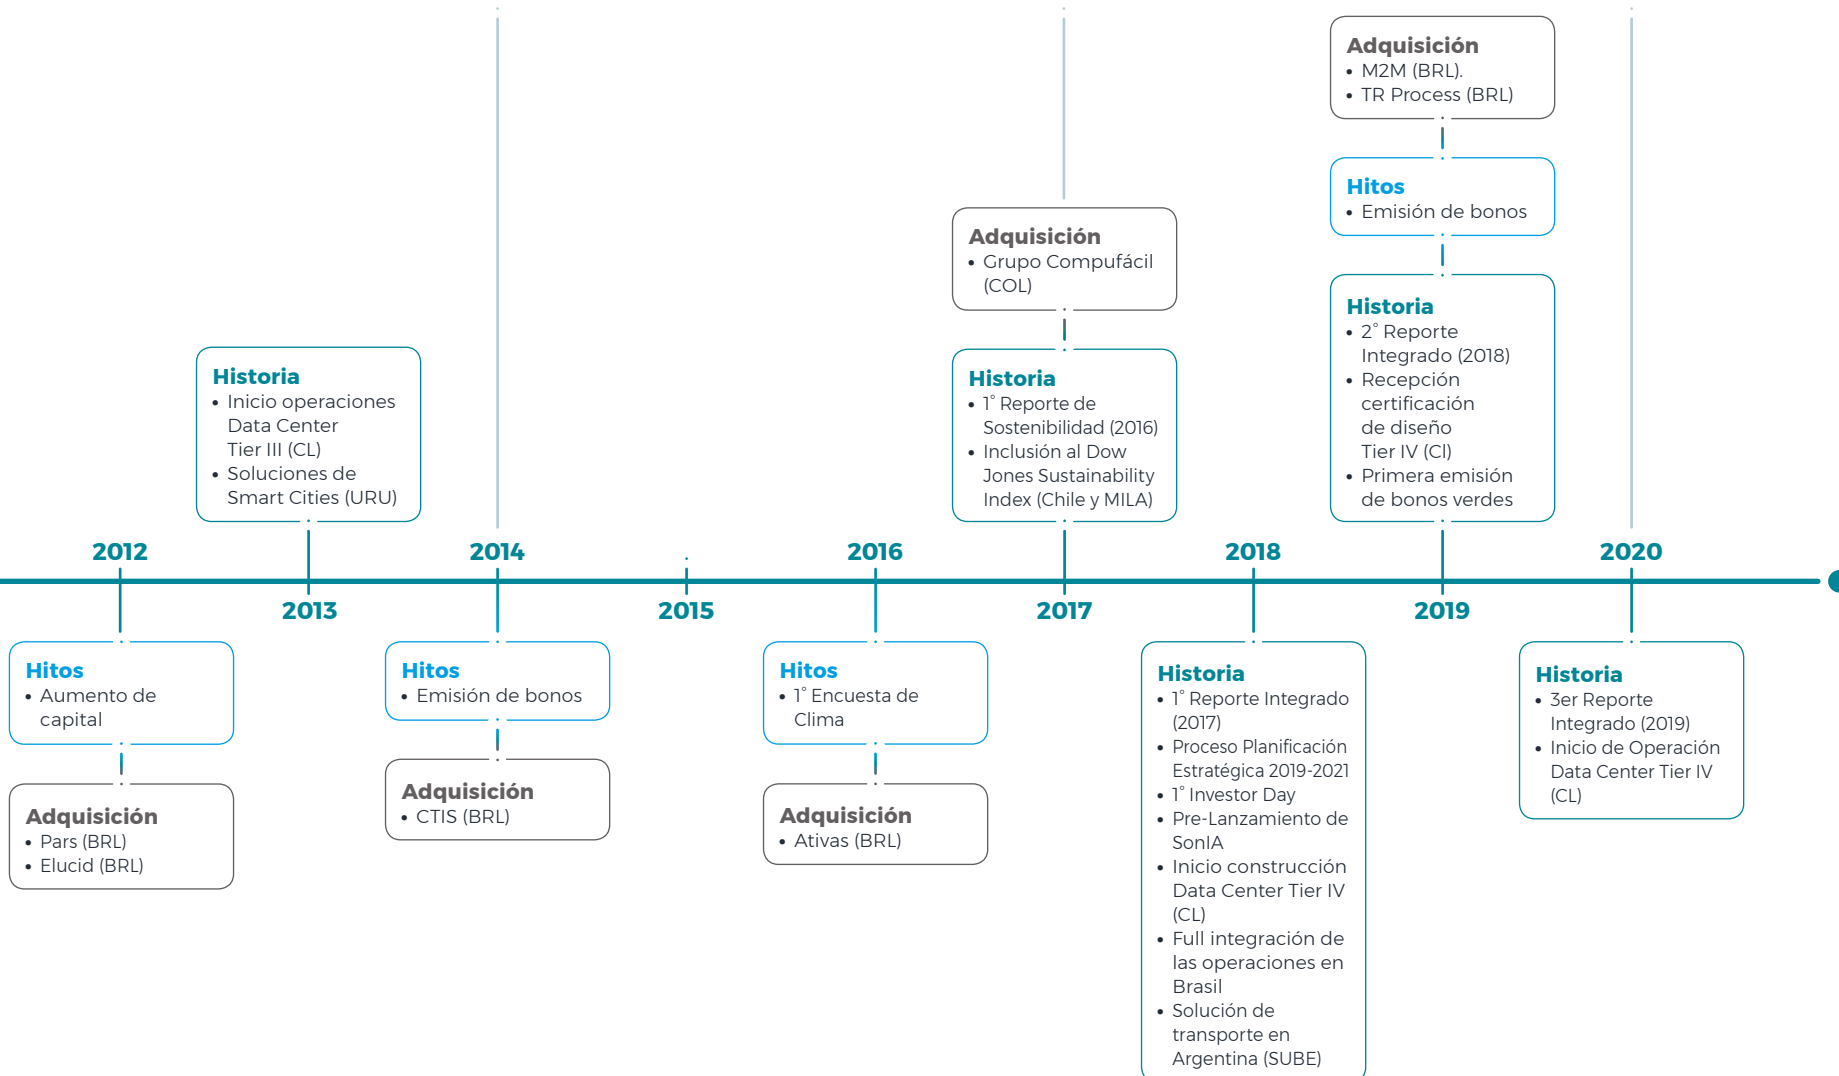 Adquisición
• M2M (BRL).
• TR Process (BRL)
Hitos
• Emisión de bonos
Adquisición
• Grupo Compufácil
(COL)
Historia
• 2° Reporte
Integrado (2018)
• Recepción
certificación
de diseño
Tier IV (Cl)
• Primera emisión
de bonos verdes
Historia
• Inicio operaciones
Data Center
Tier III (CL)
• Soluciones de
Smart Cities (URU)
Historia
• 1° Reporte de
Sostenibilidad (2016)
• Inclusión al Dow
Jones Sustainability
Index (Chile y MILA)
2012
2014
2016
2018
2020
2013
2015
2017
2019
Hitos
• Aumento de
capital
Adquisición
• Pars (BRL)
• Elucid (BRL)
Hitos
• Emisión de bonos
Adquisición
• CTIS (BRL)
Hitos
• 1° Encuesta de
Clima
Adquisición
• Ativas (BRL)
Historia
• 1° Reporte Integrado
(2017)
• Proceso Planificación
Estratégica 2019-2021
• 1° Investor Day
• Pre-Lanzamiento de
SonIA
• Inicio construcción
Data Center Tier IV
(CL)
• Full integración de
las operaciones en
Brasil
• Solución de
transporte en
Argentina (SUBE)
Historia
• 3er Reporte
Integrado (2019)
• Inicio de Operación
Data Center Tier IV
(CL)